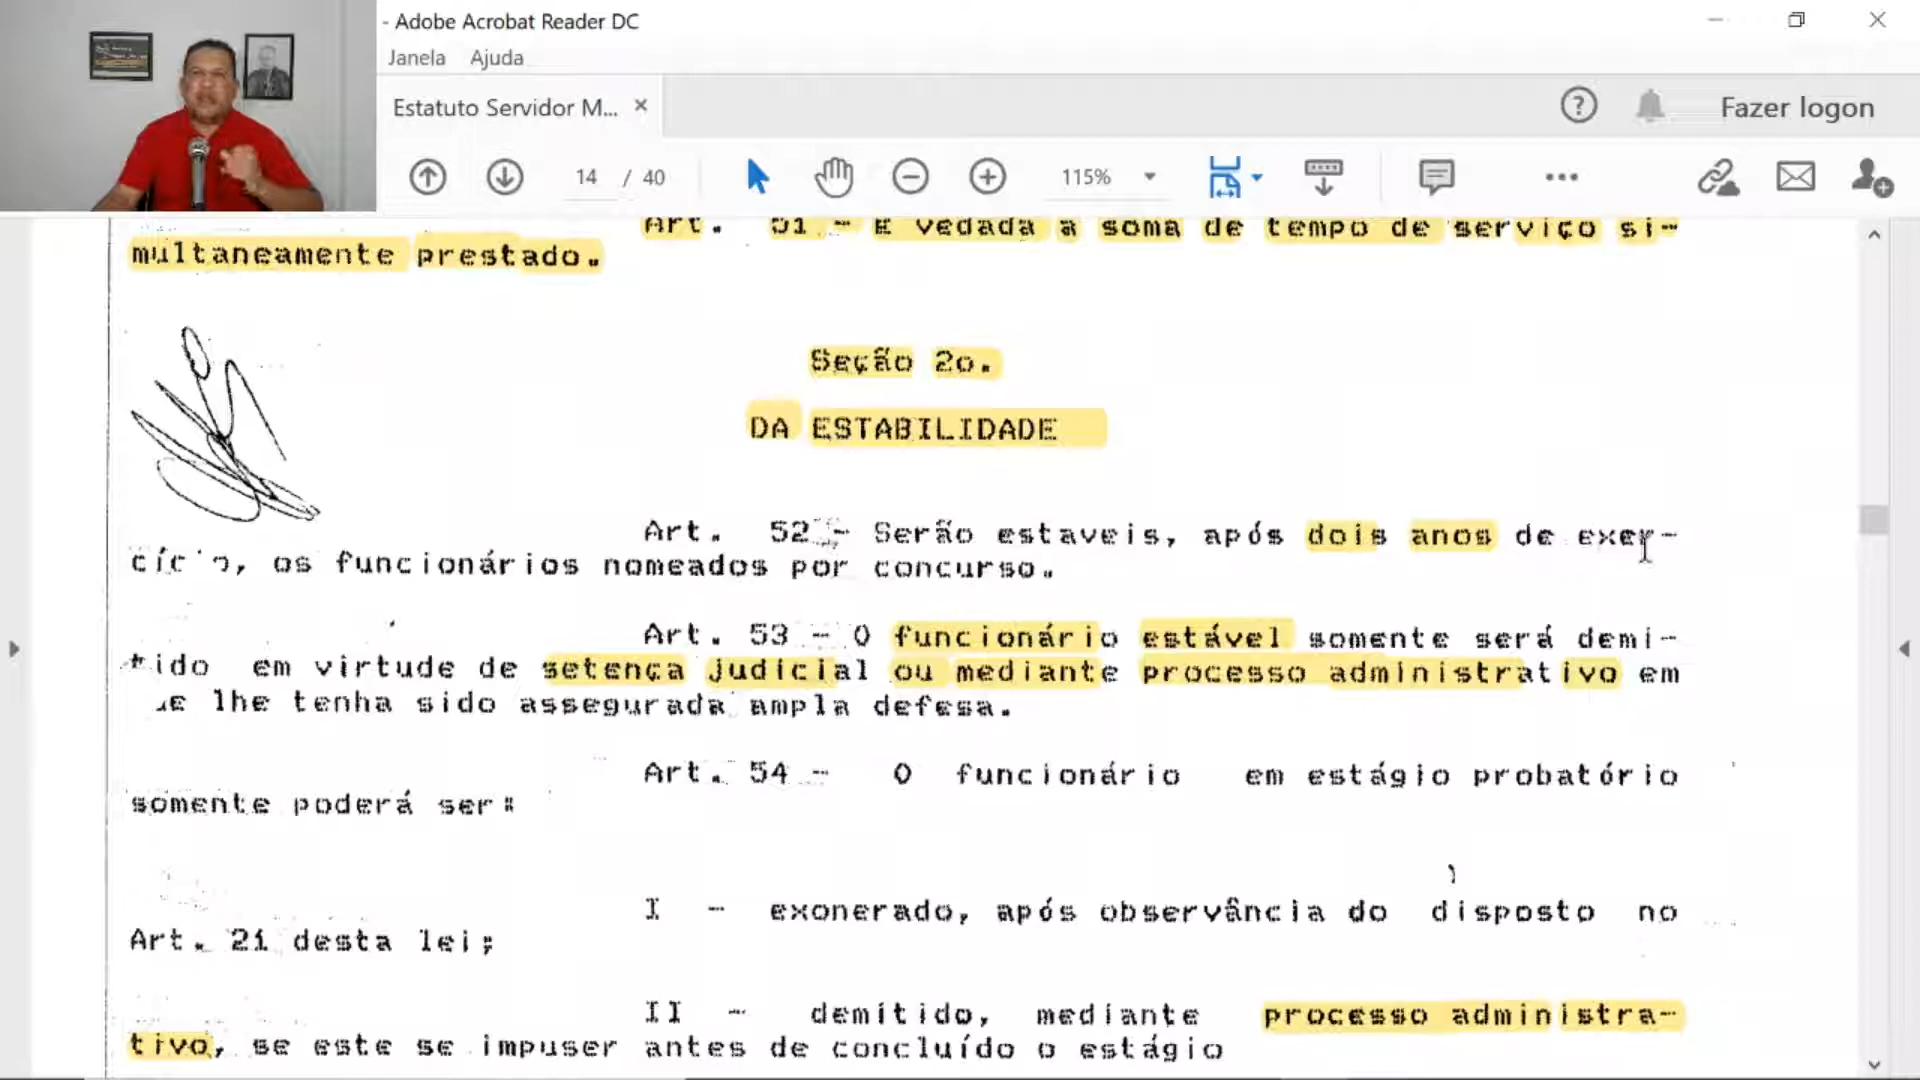 - Adobe Acrobat Reader DC
Janela Ajuda
Estatuto Servidor M... ×
Fazer logon
14 / 40
115%
Art. 51 - É vedada a soma de tempo de serviço si-
multaneamente prestado.
Seção 2o.
DA ESTABILIDADE
Art. 52 - Serão estaveis, após dois anos de exer-
os funcionários nomeados por concurso.
Art. 53 - O funcionário estável somente será demi-
tido em virtude de setença judicial ou mediante processo administrativo em
lhe tenha sido assegurada ampla defesa.
Art. 54 - O funcionário em estágio probatório
somente poderá ser:
I - exonerado, após observância do disposto no
Art. 21 desta lei;
II - demitido, mediante processo administra-
tivo, se este se impuser antes de concluído o estágio